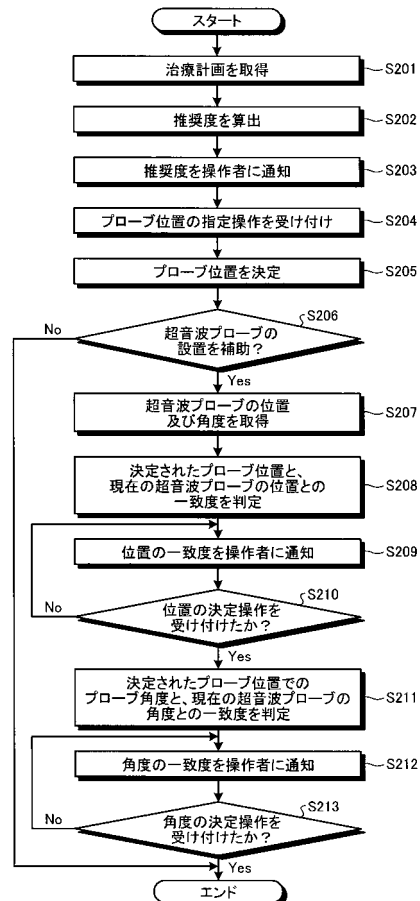 スタート
治療計画を取得
S201
推奨度を算出
S202
推奨度を操作者に通知
S203
プローブ位置の指定操作を受け付け
S204
プローブ位置を決定
S205
S206
No
超音波プローブの
設置を補助?
Yes
超音波プローブの位置
及び角度を取得
S207
決定されたプローブ位置と、
現在の超音波プローブの位置との
一致度を判定
S208
位置の一致度を操作者に通知
S209
S210
No
位置の決定操作を
受け付けたか?
Yes
決定されたプローブ位置での
プローブ角度と、現在の超音波プローブの
角度との一致度を判定
S211
角度の一致度を操作者に通知
S212
S213
No
角度の決定操作を
受け付けたか?
Yes
エンド